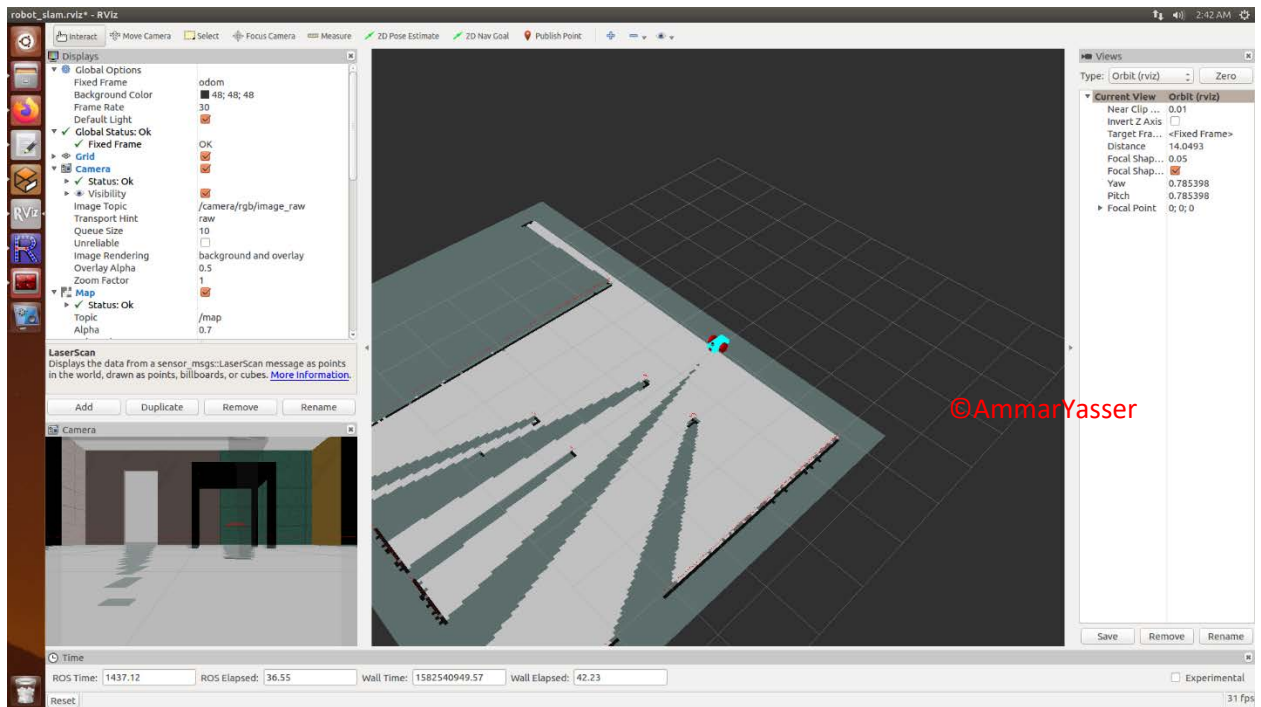 robot_slam.rviz* - RViz
2:42 AM
Interact Move Camera Select Focus Camera Measure 2D Pose Estimate 2D Nav Goal Publish Point
Displays
Global Options
Fixed Frame odom
Background Color 48; 48; 48
Frame Rate 30
Default Light
Global Status: Ok
Fixed Frame OK
Grid
Camera
Status: Ok
Visibility
Image Topic /camera/rgb/image_raw
Transport Hint raw
Queue Size 10
Unreliable
Image Rendering background and overlay
Overlay Alpha 0.5
Zoom Factor 1
Map
Status: Ok
Topic /map
Alpha 0.7
LaserScan
Displays the data from a sensor_msgs::LaserScan message as points
in the world, drawn as points, billboards, or cubes. More Information.
Add Duplicate Remove Rename
Camera
RViz
©AmmarYasser
Views
Type: Orbit (rviz) Zero
Current View Orbit (rviz)
Near Clip ... 0.01
Invert Z Axis
Target Fra... <Fixed Frame>
Distance 14.0493
Focal Shap... 0.05
Focal Shap...
Yaw 0.785398
Pitch 0.785398
Focal Point 0; 0; 0
Save Remove Rename
Time
ROS Time: 1437.12 ROS Elapsed: 36.55 Wall Time: 1582540949.57 Wall Elapsed: 42.23 Experimental
Reset 31 fps